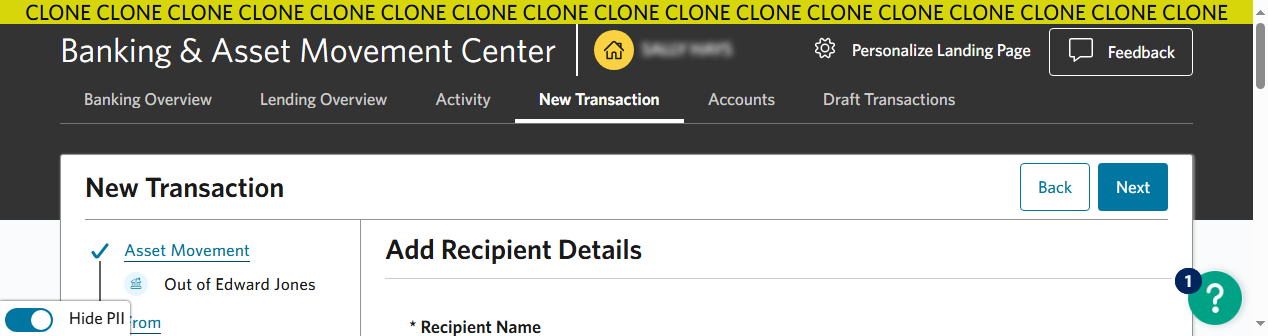 CLONE CLONE CLONE CLONE CLONE CLONE CLONE CLONE CLONE CLONE CLONE CLONE CLONE CLONE CLONE CLONE CLONE
Banking & Asset Movement Center
Personalize Landing Page
Feedback
Banking Overview
Lending Overview
Activity
New Transaction
Accounts
Draft Transactions
New Transaction
Back
Next
Asset Movement
Out of Edward Jones
Add Recipient Details
1
?
Hide PII
From
* Recipient Name